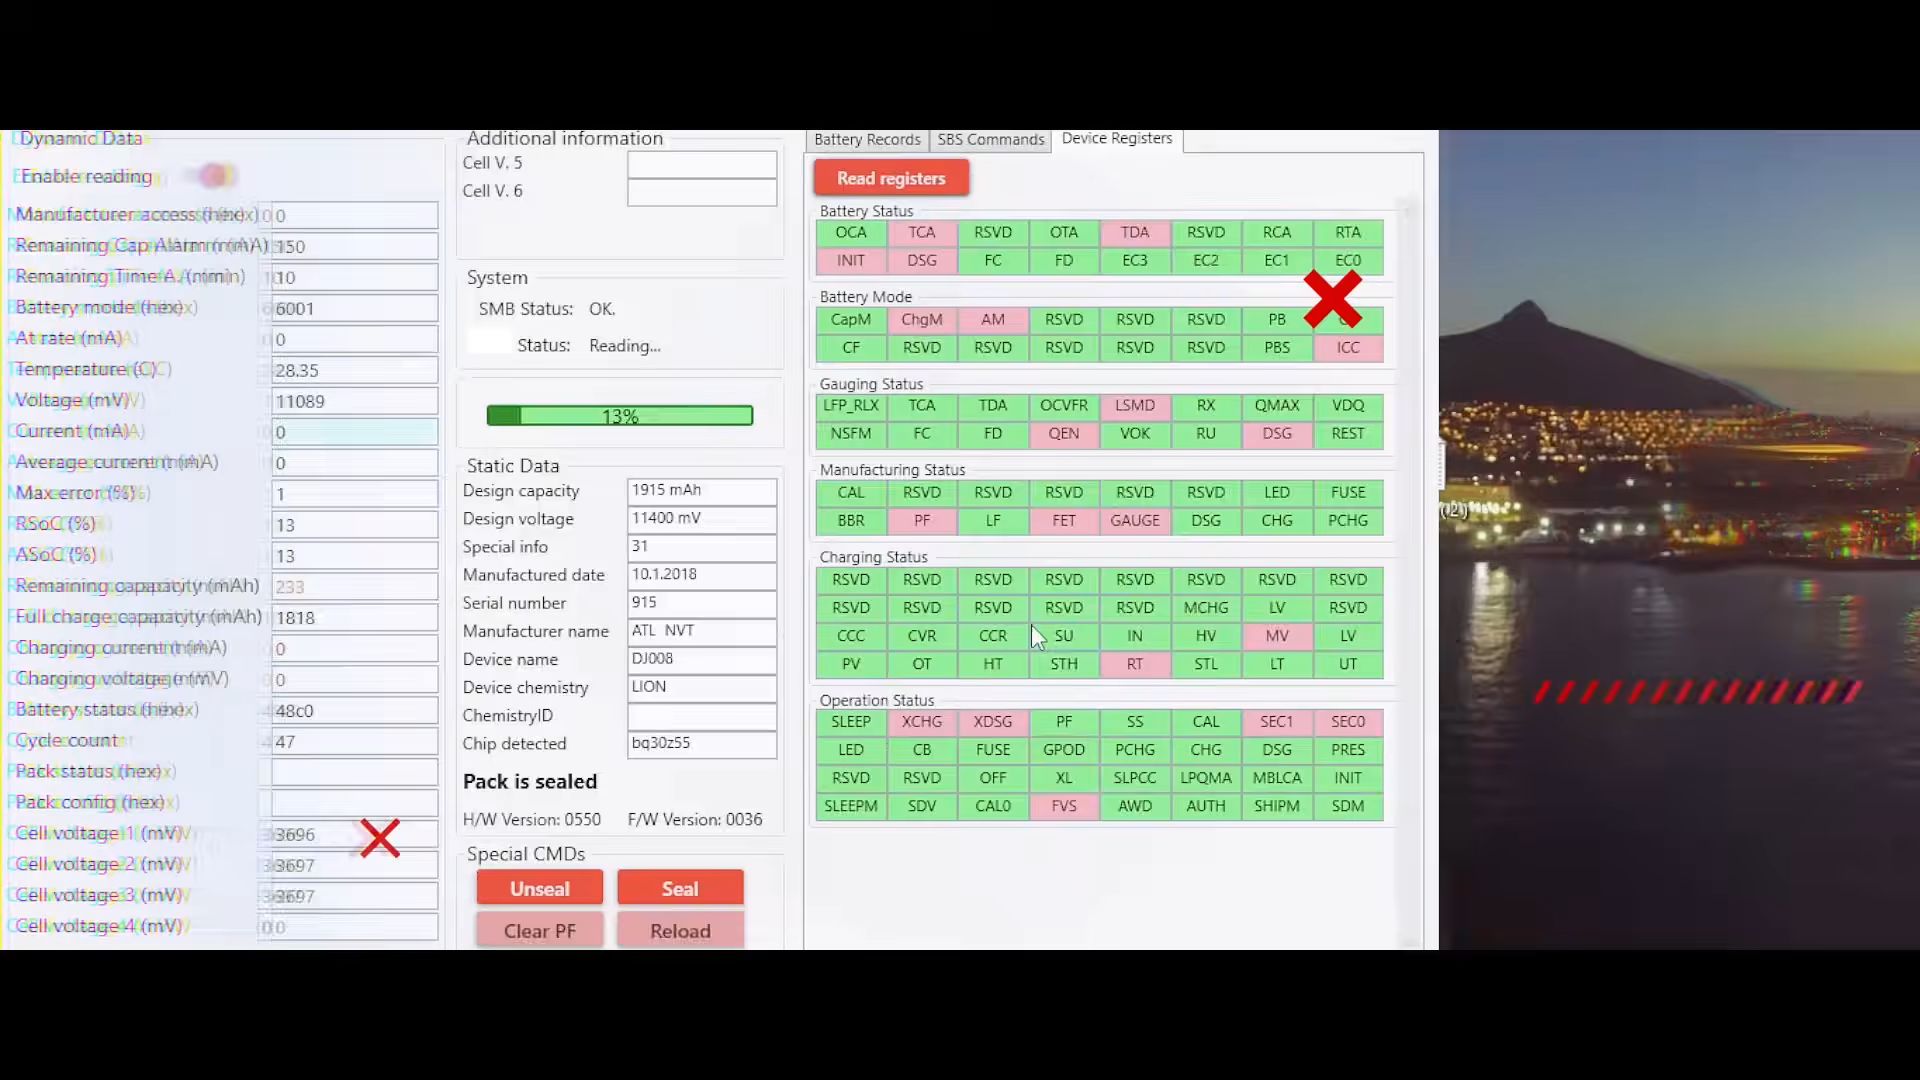 Dynamic Data
Enable reading
Manufacturer access (hex) 0
Remaining Cap Alarm (mA) 150
Remaining Time A. (min) 10
Battery mode (hex) 6001
At rate (mA) 0
Temperature (C) 28.35
Voltage (mV) 11089
Current (mA) 0
Average current (mA) 0
Max error (%) 1
RSoC (%) 13
ASoC (%) 13
Remaining capacity (mAh) 233
Full charge capacity (mAh) 1818
Charging current (mA) 0
Charging voltage (mV) 0
Battery status (hex) 48c0
Cycle count 47
Pack status (hex)
Pack config (hex)
Cell voltage 1 (mV) 3696
Cell voltage 2 (mV) 3697
Cell voltage 3 (mV) 3697
Cell voltage 4 (mV) 0
Additional information
Cell V. 5
Cell V. 6
System
SMB Status: OK.
Status: Reading...
13%
Static Data
Design capacity 1915 mAh
Design voltage 11400 mV
Special info 31
Manufactured date 10.1.2018
Serial number 915
Manufacturer name ATL NVT
Device name DJ008
Device chemistry LION
ChemistryID
Chip detected bq30z55
Pack is sealed
H/W Version: 0550 F/W Version: 0036
Special CMDs
Unseal Seal
Clear PF Reload
Battery Records SBS Commands Device Registers
Read registers
Battery Status
OCA TCA RSVD OTA TDA RSVD RCA RTA
INIT DSG FC FD EC3 EC2 EC1 EC0
Battery Mode
CapM ChgM AM RSVD RSVD RSVD PB
CF RSVD RSVD RSVD RSVD RSVD PBS ICC
Gauging Status
LFP_RLX TCA TDA OCVFR LSMD RX QMAX VDQ
NSFM FC FD QEN VOK RU DSG REST
Manufacturing Status
CAL RSVD RSVD RSVD RSVD RSVD LED FUSE
BBR PF LF FET GAUGE DSG CHG PCHG
Charging Status
RSVD RSVD RSVD RSVD RSVD RSVD RSVD RSVD
RSVD RSVD RSVD RSVD RSVD MCHG LV RSVD
CCC CVR CCR SU IN HV MV LV
PV OT HT STH RT STL LT UT
Operation Status
SLEEP XCHG XDSG PF SS CAL SEC1 SEC0
LED CB FUSE GPOD PCHG CHG DSG PRES
RSVD RSVD OFF XL SLPCC LPQMA MBLCA INIT
SLEEPM SDV CAL0 FVS AWD AUTH SHIPM SDM
(2)